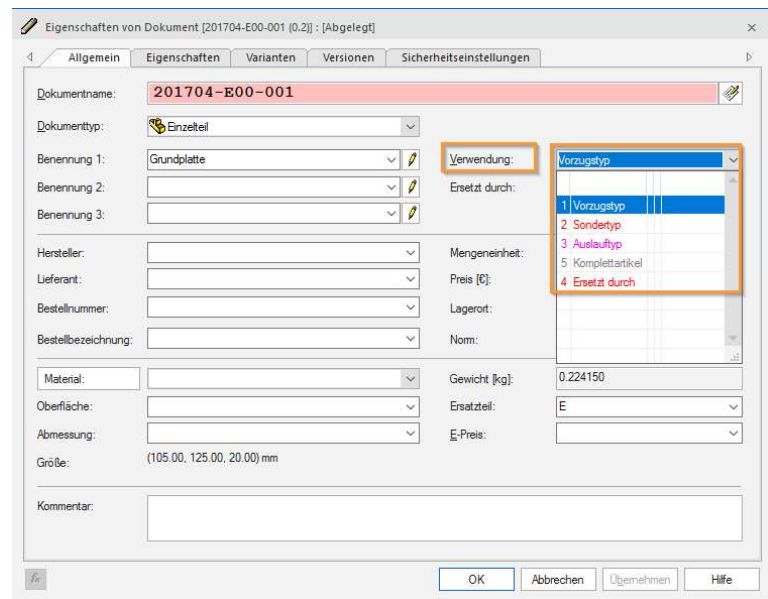 Eigenschaften von Dokument [201704-E00-001 (0.2)] : [Abgelegt]
Allgemein Eigenschaften Varianten Versionen Sicherheitseinstellungen
Dokumentname: 201704-E00-001
Dokumenttyp: Einzelteil
Benennung 1: Grundplatte Verwendung: Vorzugstyp
Benennung 2: Ersetzt durch:
1 Vorzugstyp
Benennung 3:
2 Sondertyp
3 Auslauftyp
Hersteller: Mengeneinheit:
5 Komplettartikel
Lieferant: Preis [€]:
4 Ersetzt durch
Bestellnummer: Lagerort:
Bestellbezeichnung: Norm:
Material: Gewicht [kg]: 0.224150
Oberfläche: Ersatzteil: E
Abmessung: E-Preis:
Größe: (105.00, 125.00, 20.00) mm
Kommentar:
fx OK Abbrechen Übernehmen Hilfe